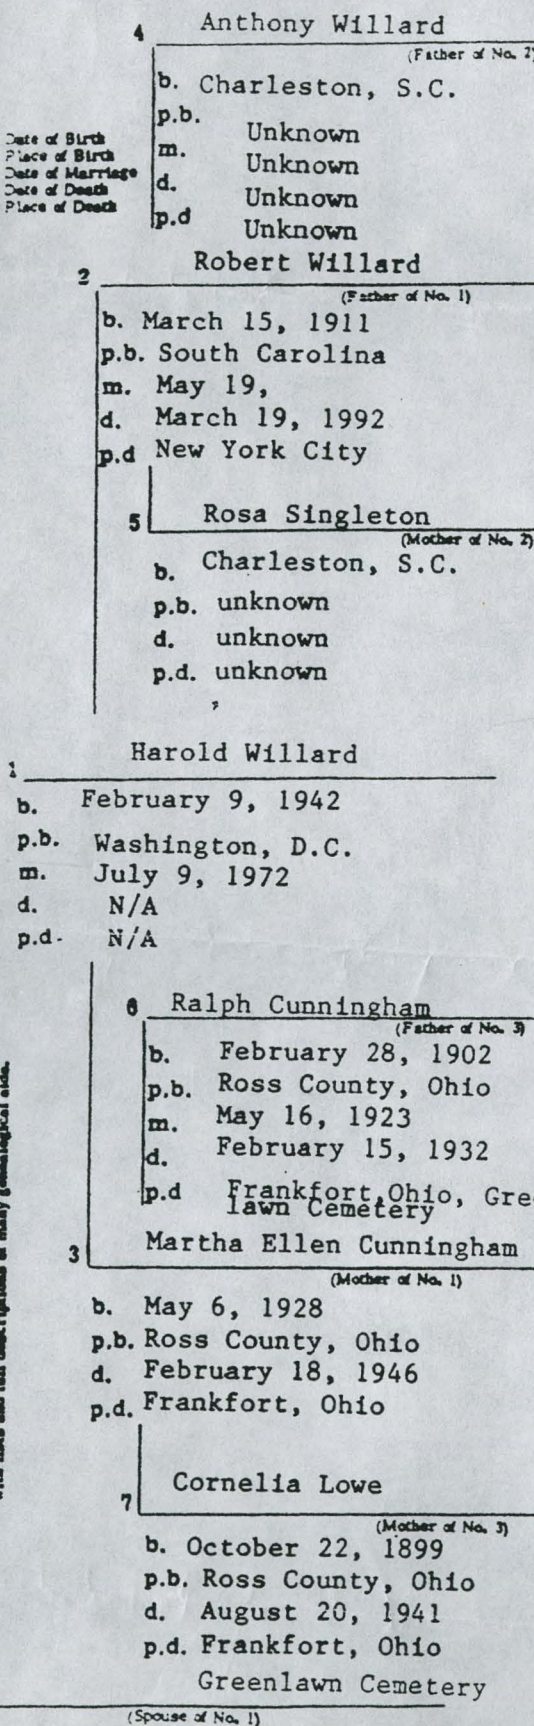 4 Anthony Willard
(Father of No. 2)
b. Charleston, S.C.
p.b. Unknown
m. Unknown
d. Unknown
p.d Unknown
Date of Birth
Place of Birth
Date of Marriage
Date of Death
Place of Death
2 Robert Willard
(Father of No. 1)
b. March 15, 1911
p.b. South Carolina
m. May 19,
d. March 19, 1992
p.d New York City
5 Rosa Singleton
(Mother of No. 2)
b. Charleston, S.C.
p.b. unknown
d. unknown
p.d. unknown
1 Harold Willard
b. February 9, 1942
p.b. Washington, D.C.
m. July 9, 1972
d. N/A
p.d. N/A
6 Ralph Cunningham
(Father of No. 3)
b. February 28, 1902
p.b. Ross County, Ohio
m. May 16, 1923
d. February 15, 1932
p.d Frankfort,Ohio, Gree
lawn Cemetery
3 Martha Ellen Cunningham
(Mother of No. 1)
b. May 6, 1928
p.b. Ross County, Ohio
d. February 18, 1946
p.d. Frankfort, Ohio
7 Cornelia Lowe
(Mother of No. 3)
b. October 22, 1899
p.b. Ross County, Ohio
d. August 20, 1941
p.d. Frankfort, Ohio
Greenlawn Cemetery
(Spouse of No. 1)
many genealogical aids.